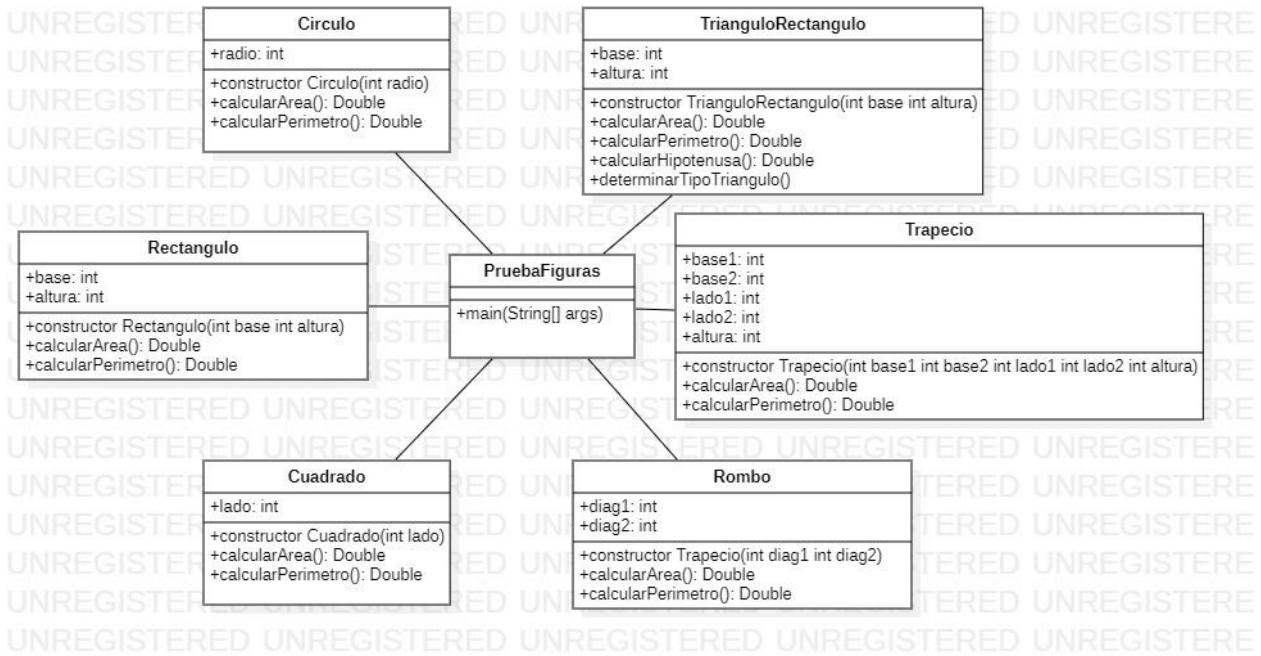 Circulo
+radio: int
+constructor Circulo(int radio)
+calcularArea(): Double
+calcularPerimetro(): Double
TrianguloRectangulo
+base: int
+altura: int
+constructor TrianguloRectangulo(int base int altura)
+calcularArea(): Double
+calcularPerimetro(): Double
+calcularHipotenusa(): Double
+determinarTipoTriangulo()
Rectangulo
+base: int
+altura: int
+constructor Rectangulo(int base int altura)
+calcularArea(): Double
+calcularPerimetro(): Double
PruebaFiguras
+main(String[] args)
Trapecio
+base1: int
+base2: int
+lado1: int
+lado2: int
+altura: int
+constructor Trapecio(int base1 int base2 int lado1 int lado2 int altura)
+calcularArea(): Double
+calcularPerimetro(): Double
Cuadrado
+lado: int
+constructor Cuadrado(int lado)
+calcularArea(): Double
+calcularPerimetro(): Double
Rombo
+diag1: int
+diag2: int
+constructor Trapecio(int diag1 int diag2)
+calcularArea(): Double
+calcularPerimetro(): Double
UNREGISTERED UNREGISTERED UNREGISTERED UNREGISTERED UNREGISTERE